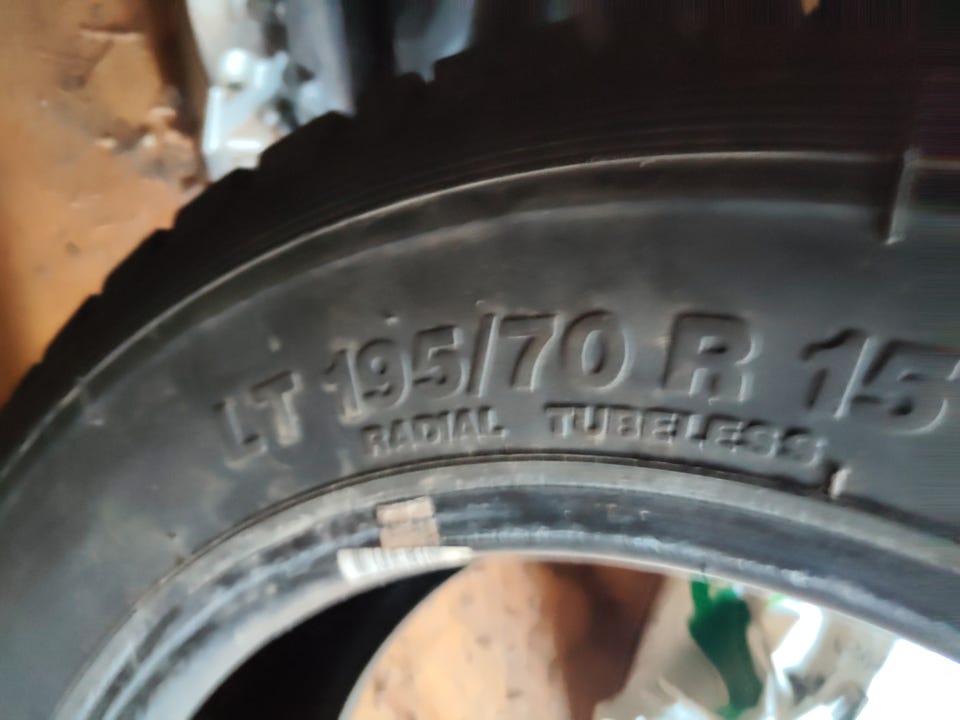 LT 195/70 R 15
RADIAL TUBELESS